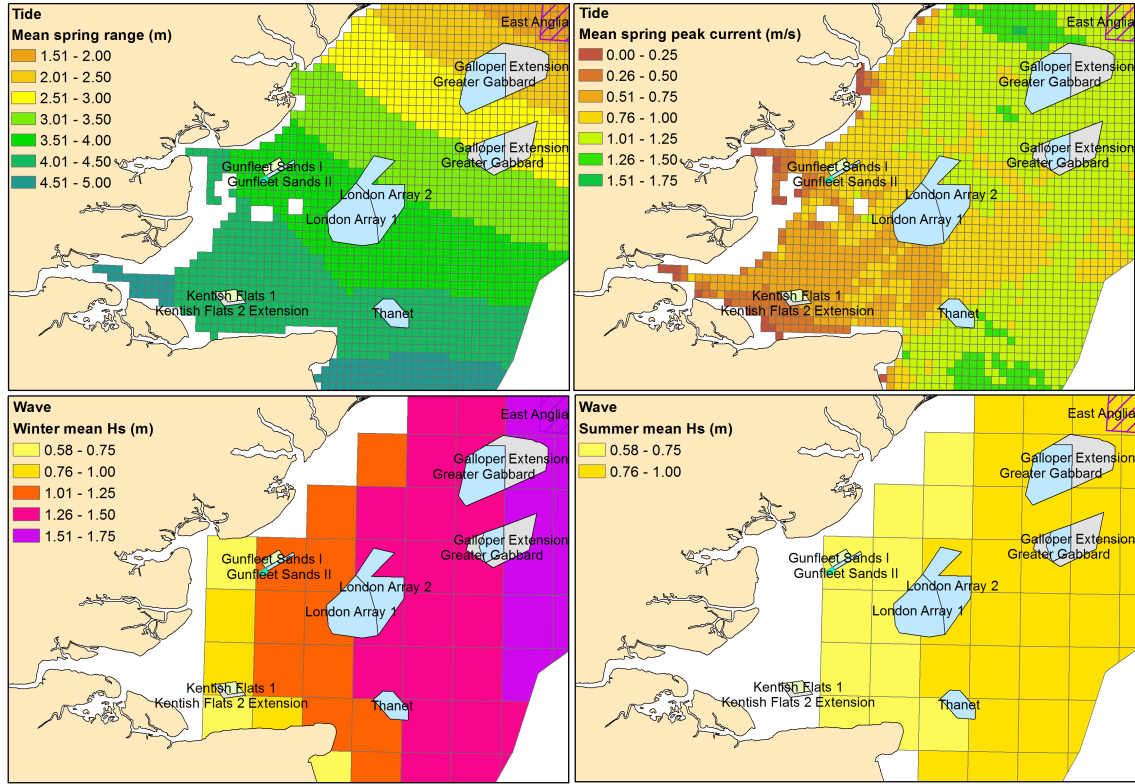 Tide
Mean spring range (m)
1.51 - 2.00
2.01 - 2.50
2.51 - 3.00
3.01 - 3.50
3.51 - 4.00
4.01 - 4.50
4.51 - 5.00
East Anglia
Galloper Extension
Greater Gabbard
Galloper Extension
Greater Gabbard
Gunfleet Sands I
Gunfleet Sands II
London Array 2
London Array 1
Kentish Flats 1
Kentish Flats 2 Extension
Thanet
Tide
Mean spring peak current (m/s)
0.00 - 0.25
0.26 - 0.50
0.51 - 0.75
0.76 - 1.00
1.01 - 1.25
1.26 - 1.50
1.51 - 1.75
East Anglia
Galloper Extension
Greater Gabbard
Galloper Extension
Greater Gabbard
Gunfleet Sands I
Gunfleet Sands II
London Array 2
London Array 1
Kentish Flats 1
Kentish Flats 2 Extension
Thanet
Wave
Winter mean Hs (m)
0.58 - 0.75
0.76 - 1.00
1.01 - 1.25
1.26 - 1.50
1.51 - 1.75
East Anglia
Galloper Extension
Greater Gabbard
Galloper Extension
Greater Gabbard
Gunfleet Sands I
Gunfleet Sands II
London Array 2
London Array 1
Kentish Flats 1
Kentish Flats 2 Extension
Thanet
Wave
Summer mean Hs (m)
0.58 - 0.75
0.76 - 1.00
East Anglia
Galloper Extension
Greater Gabbard
Galloper Extension
Greater Gabbard
Gunfleet Sands I
Gunfleet Sands II
London Array 2
London Array 1
Kentish Flats 1
Kentish Flats 2 Extension
Thanet